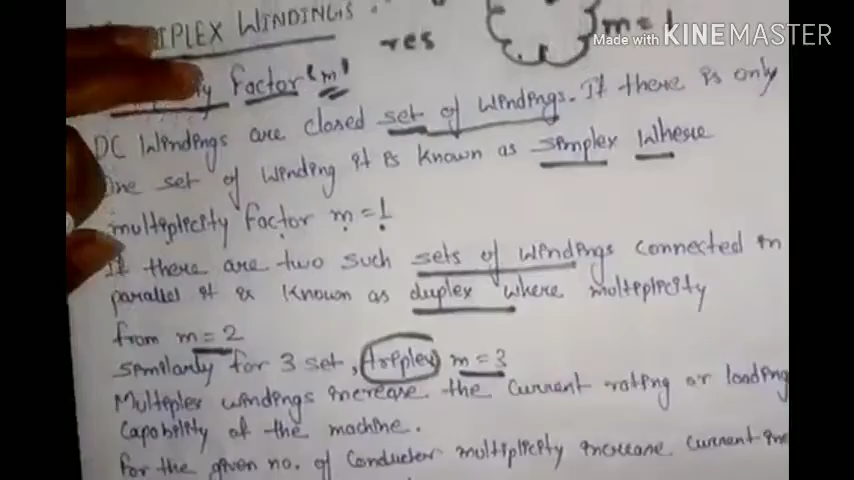 IPLEX WINDINGS:
res
m=1
Made with KINEMASTER
Factor 'm'
DC Windings are closed set of windings. If there is only
One set of winding it is known as simplex where
multiplicity factor m=1
If there are two such sets of windings connected in
parallel it is known as duplex where multiplicity
from m=2
Similarly for 3 set, treplex m=3
Multiplex windings increase the current rating or loading
Capability of the machine.
For the given no. of Conductor multiplicity increase current